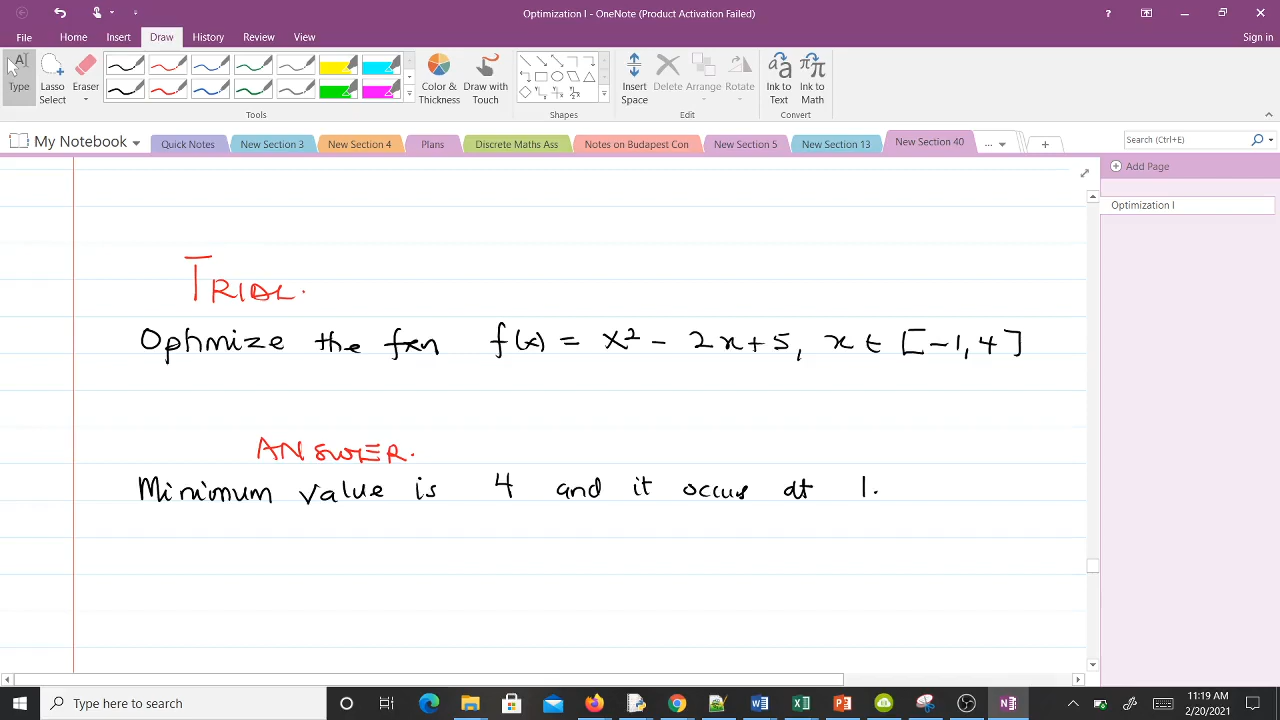 Optimization I - OneNote (Product Activation Failed)
File Home Insert Draw History Review View Sign in
Type Lasso Select Eraser Color & Thickness Draw with Touch Insert Space Delete Arrange Rotate Ink to Text Ink to Math
Tools Shapes Edit Convert
My Notebook Quick Notes New Section 3 New Section 4 Plans Discrete Maths Ass Notes on Budapest Con New Section 5 New Section 13 New Section 40 ... + Search (Ctrl+E)
Add Page
Optimization I
TRIAL.
Optimize the fxn f(x) = x² - 2x+5, x ∈ [-1, 4]
ANSWER.
Minimum value is 4 and it occus at 1.
Type here to search
11:19 AM
2/20/2021